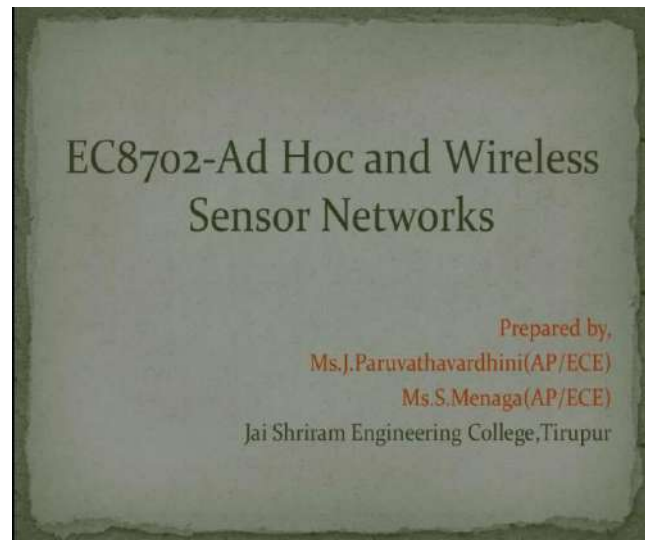 EC8702-Ad Hoc and Wireless
Sensor Networks
Prepared by,
Ms.J.Paruvathavardhini(AP/ECE)
Ms.S.Menaga(AP/ECE)
Jai Shriram Engineering College,Tirupur